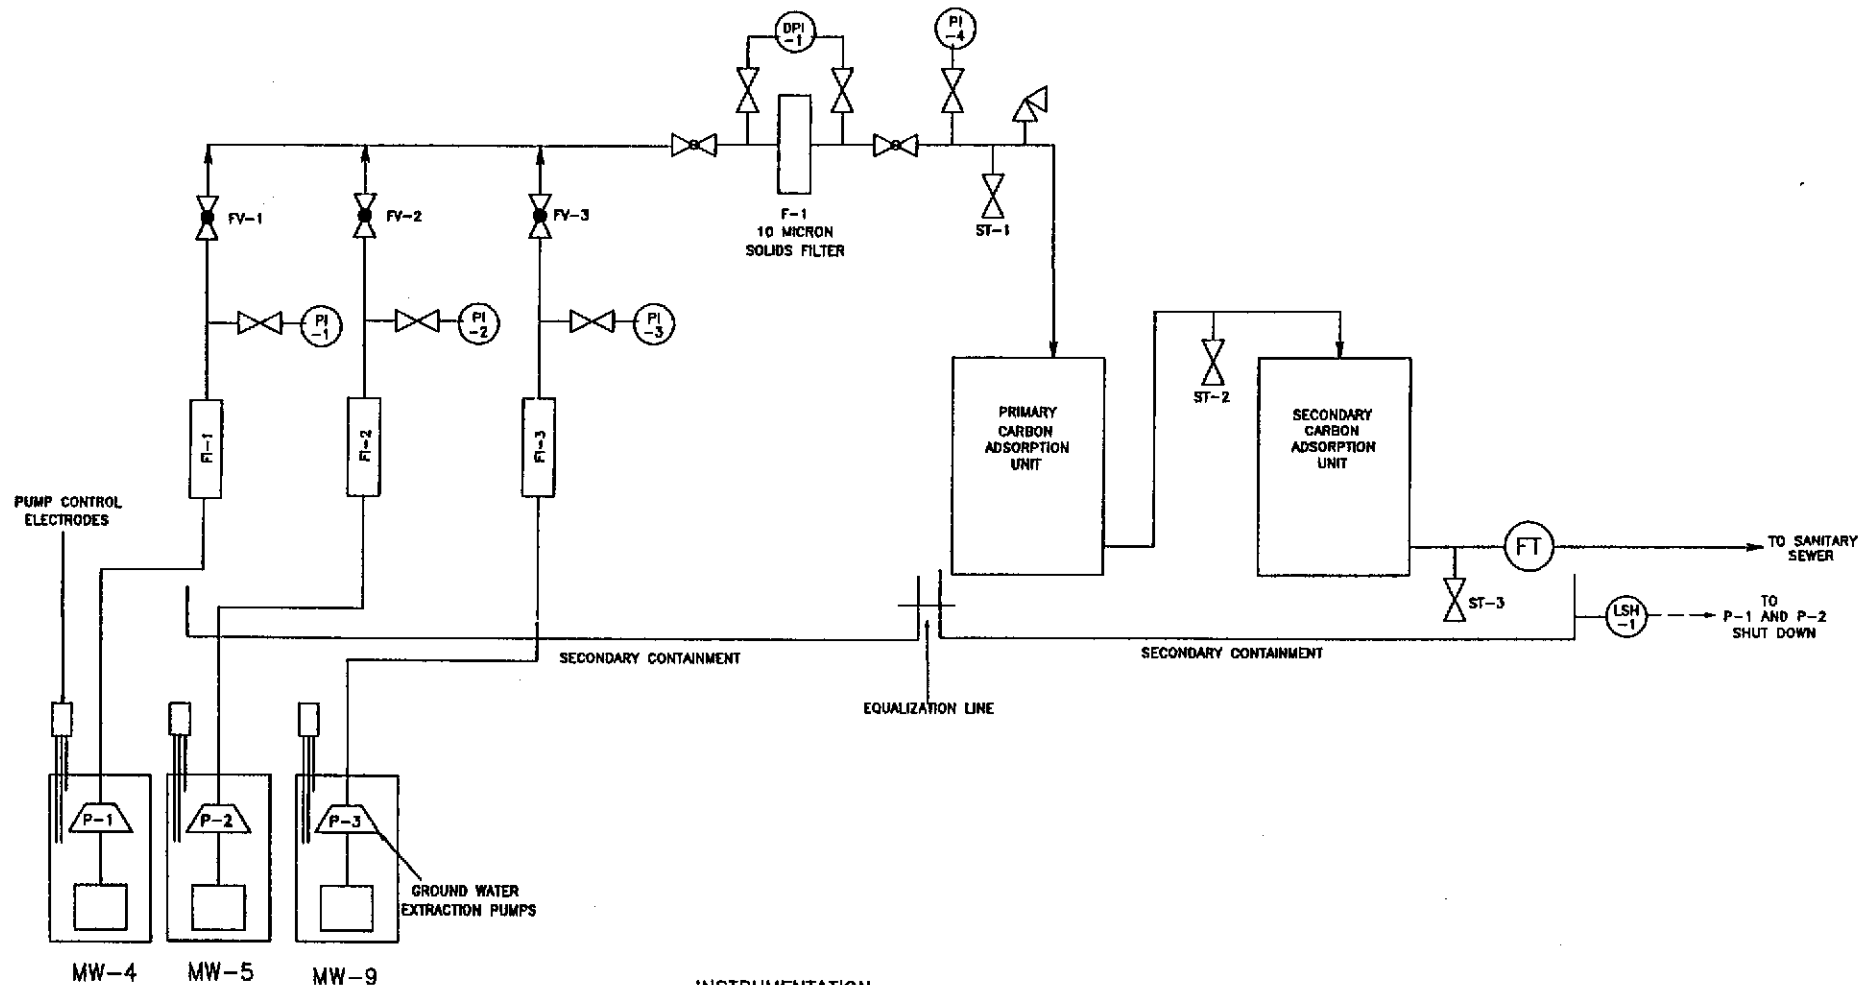 DPI
-1
PI
-4
FV-1
FV-2
FV-3
F-1
10 MICRON
SOLIDS FILTER
ST-1
PI
-1
PI
-2
PI
-3
ST-2
FI-1
FI-2
FI-3
PRIMARY
CARBON
ADSORPTION
UNIT
SECONDARY
CARBON
ADSORPTION
UNIT
PUMP CONTROL
ELECTRODES
FT
TO SANITARY
SEWER
ST-3
LSH
-1
TO
P-1 AND P-2
SHUT DOWN
SECONDARY CONTAINMENT
SECONDARY CONTAINMENT
EQUALIZATION LINE
P-1
P-2
P-3
GROUND WATER
EXTRACTION PUMPS
MW-4
MW-5
MW-9
INSTRUMENTATION